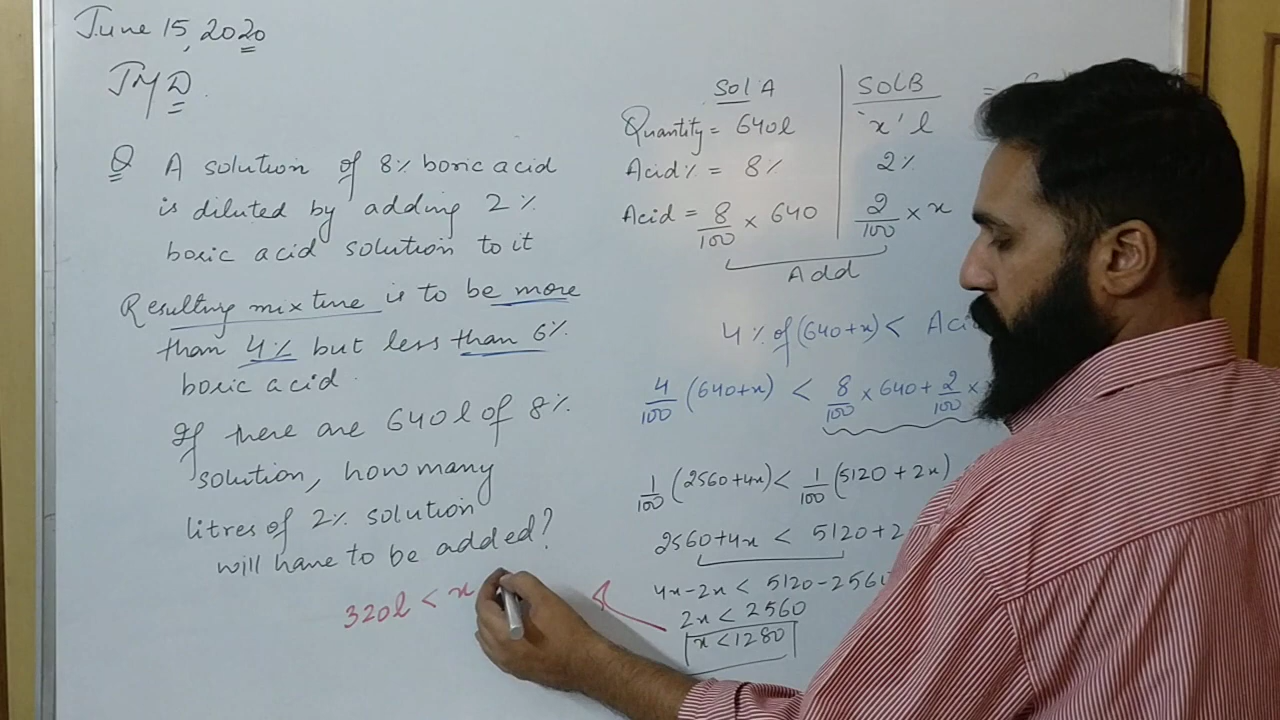 June 15, 2020
JMD.
Q A solution of 8% boric acid
is diluted by adding 2%
boric acid solution to it
Resulting mixture is to be more
than 4% but less than 6%.
boric acid.
If there are 640l of 8%
solution, how many
litres of 2% solution
will have to be added?
320l < x
Sol A | SOL B =
Quantity = 640l 'x' l
Acid% = 8% 2%
Acid = 8/100 × 640 2/100 × x
Add
4% of (640+x) <
4/100 (640+x) < 8/100 × 640 + 2/100 ×
1/100 (2560+4x) < 1/100 (5120 + 2x)
2560+4x < 5120+2
4x-2x < 5120-2560
2x < 2560
x < 1280